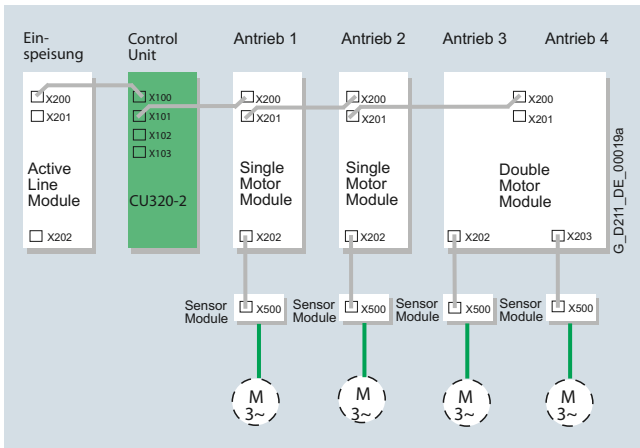 Ein-
speisung
Control
Unit
Antrieb 1
Antrieb 2
Antrieb 3
Antrieb 4
X200
X201
Active
Line
Module
X202
X100
X101
X102
X103
CU320-2
X200
X201
Single
Motor
Module
X202
X200
X201
Single
Motor
Module
X202
X200
X201
Double
Motor
Module
X202
X203
G_D211_DE_00019a
Sensor
Module
X500
Sensor
Module
X500
Sensor
Module
X500
Sensor
Module
X500
M
3~
M
3~
M
3~
M
3~